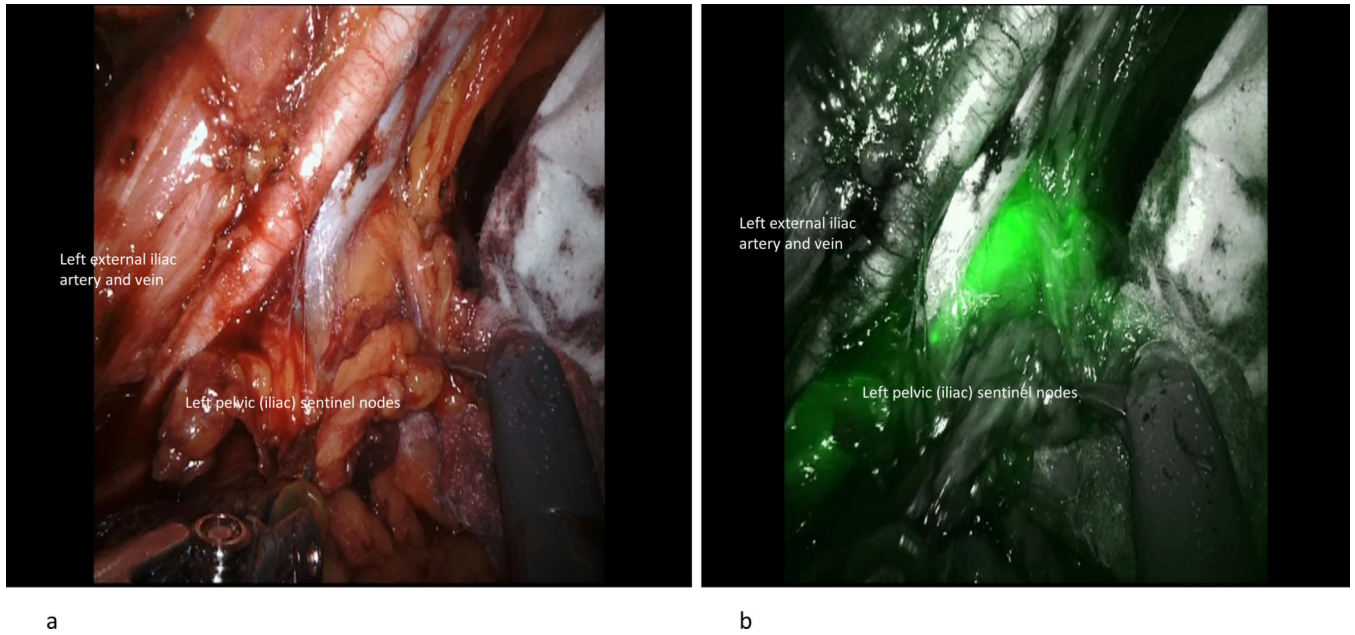 Left external iliac
artery and vein
Left pelvic (iliac) sentinel nodes
a
Left external iliac
artery and vein
Left pelvic (iliac) sentinel nodes
b